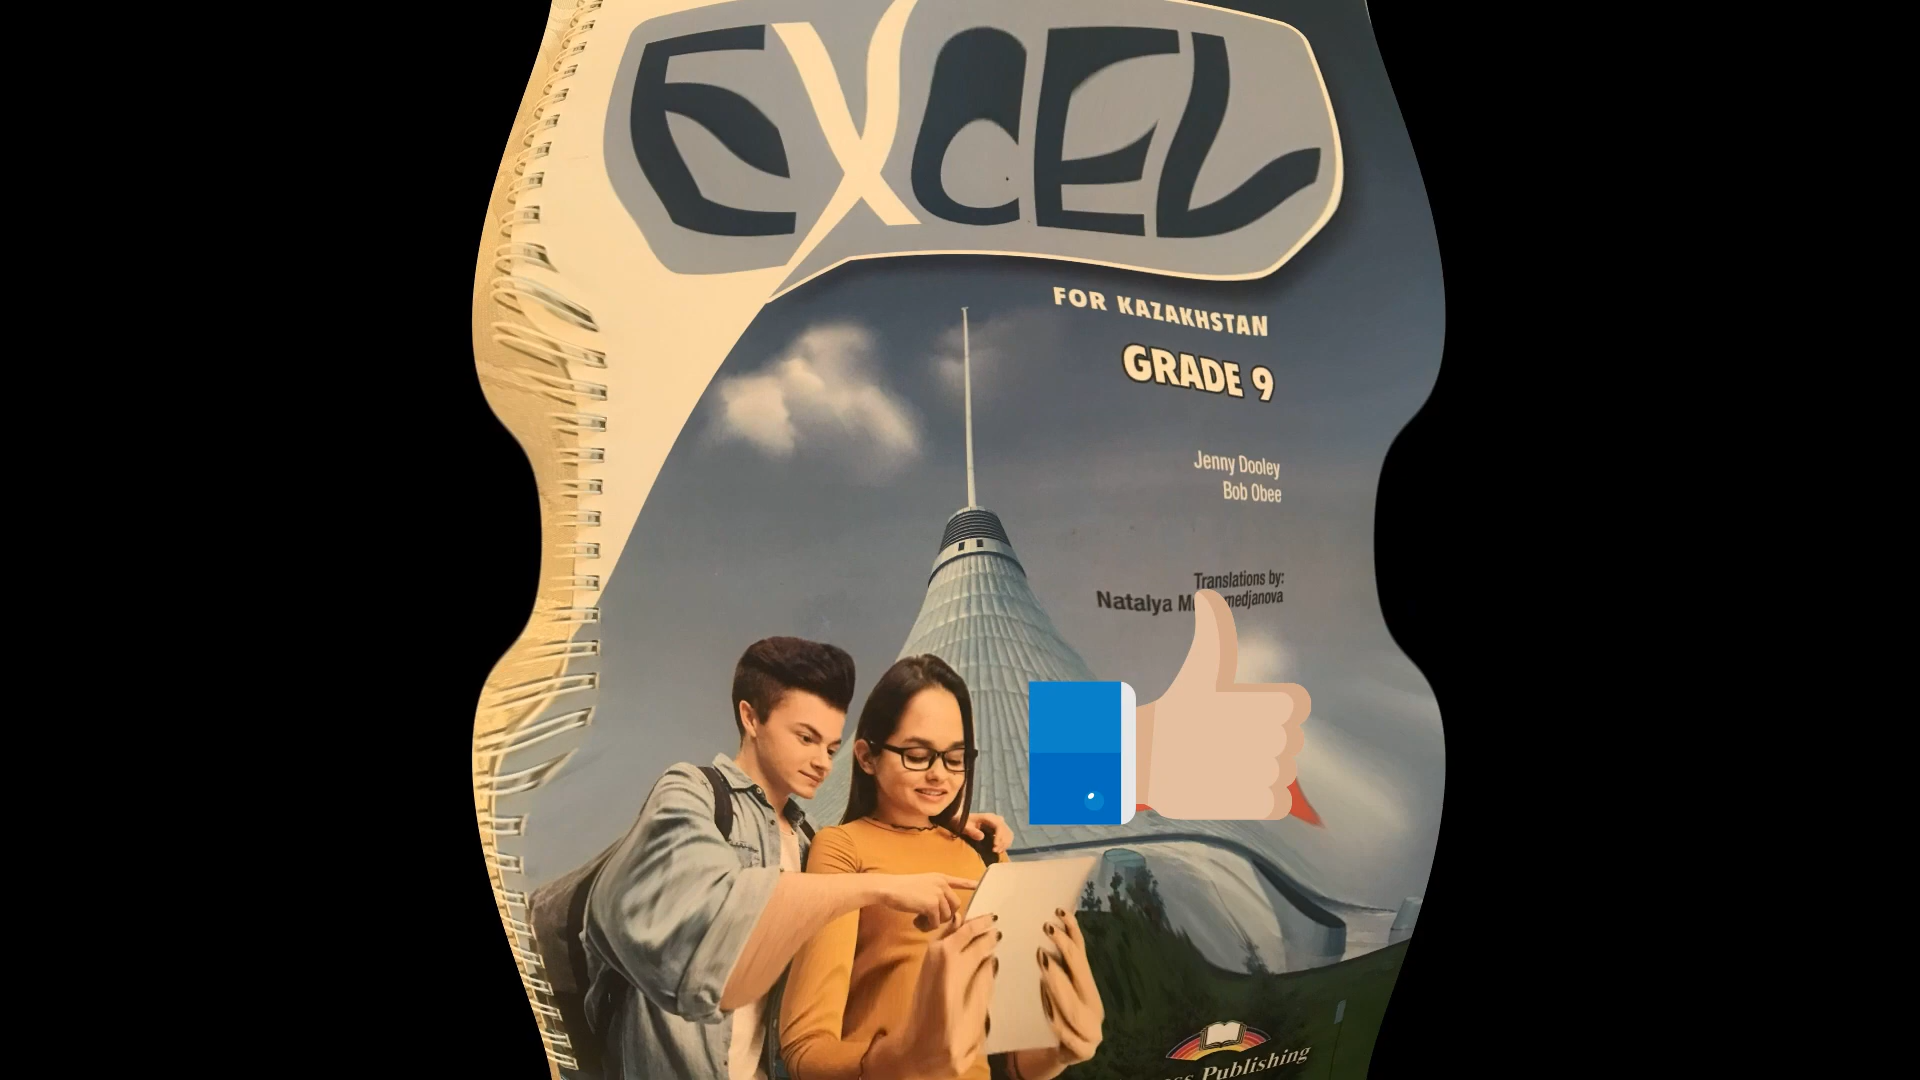 EXCEL
FOR KAZAKHSTAN
GRADE 9
Jenny Dooley
Bob Obee
Translations by:
Natalya
Publishing